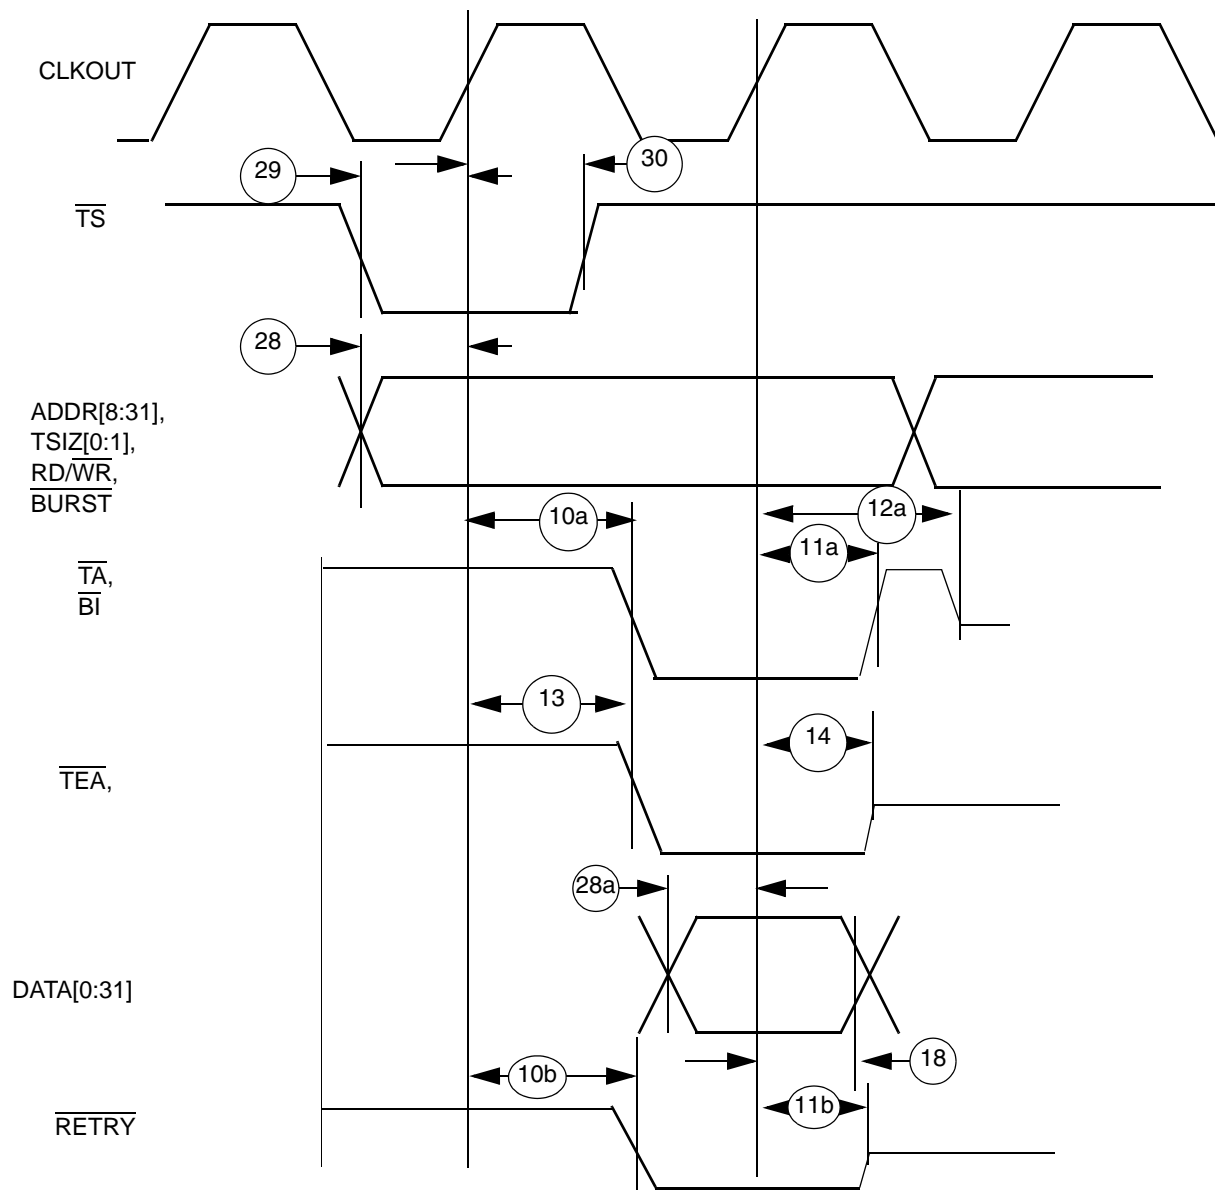 CLKOUT
29
30
TS
28
ADDR[8:31],
TSIZ[0:1],
RD/WR,
BURST
10a
12a
11a
TA,
BI
13
14
TEA,
28a
DATA[0:31]
10b
18
11b
RETRY